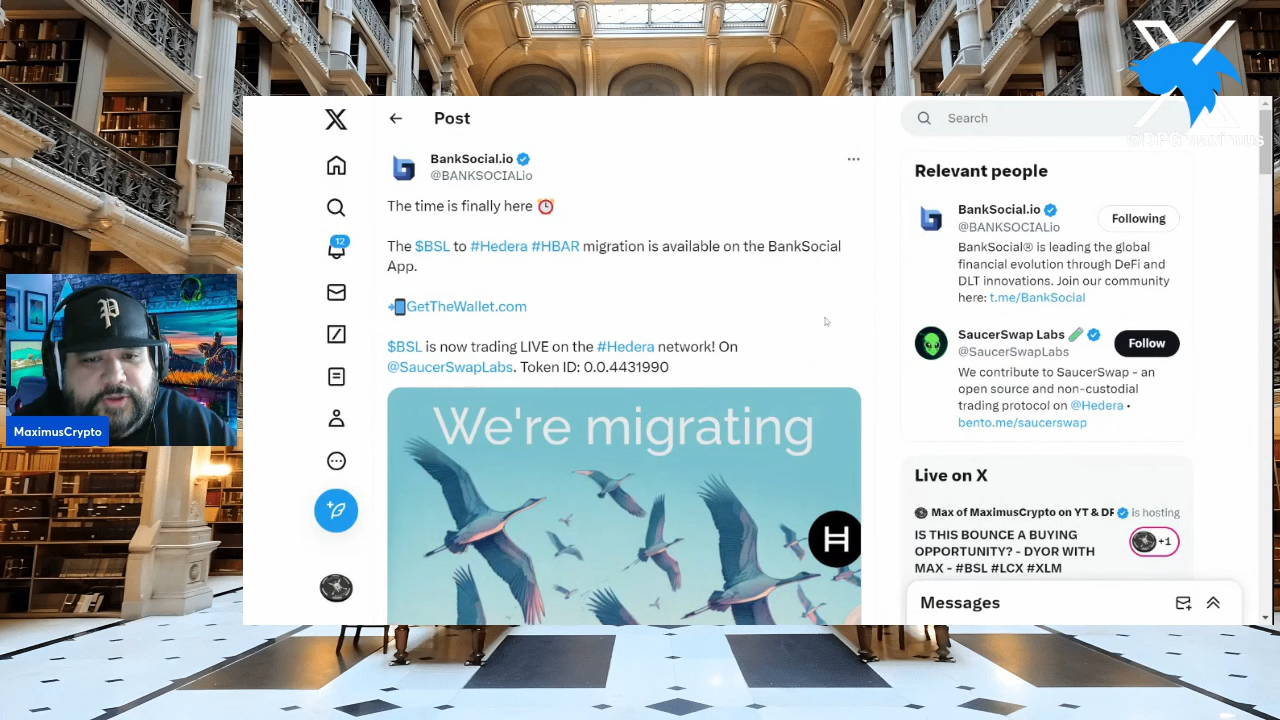 Post
BankSocial.io
@BANKSOCIALio
The time is finally here
The $BSL to #Hedera #HBAR migration is available on the BankSocial
App.
GetTheWallet.com
$BSL is now trading LIVE on the #Hedera network! On
@SaucerSwapLabs. Token ID: 0.0.4431990
We're migrating
H
12
Search
Relevant people
BankSocial.io
@BANKSOCIALio
Following
BankSocial® is leading the global
financial evolution through DeFi and
DLT innovations. Join our community
here: t.me/BankSocial
SaucerSwap Labs
@SaucerSwapLabs
Follow
We contribute to SaucerSwap - an
open source and non-custodial
trading protocol on @Hedera •
bento.me/saucerswap
Live on X
Max of MaximusCrypto on YT & DF is hosting
IS THIS BOUNCE A BUYING
OPPORTUNITY? - DYOR WITH
MAX - #BSL #LCX #XLM
+1
Messages
P
MaximusCrypto
@DPGmaximus